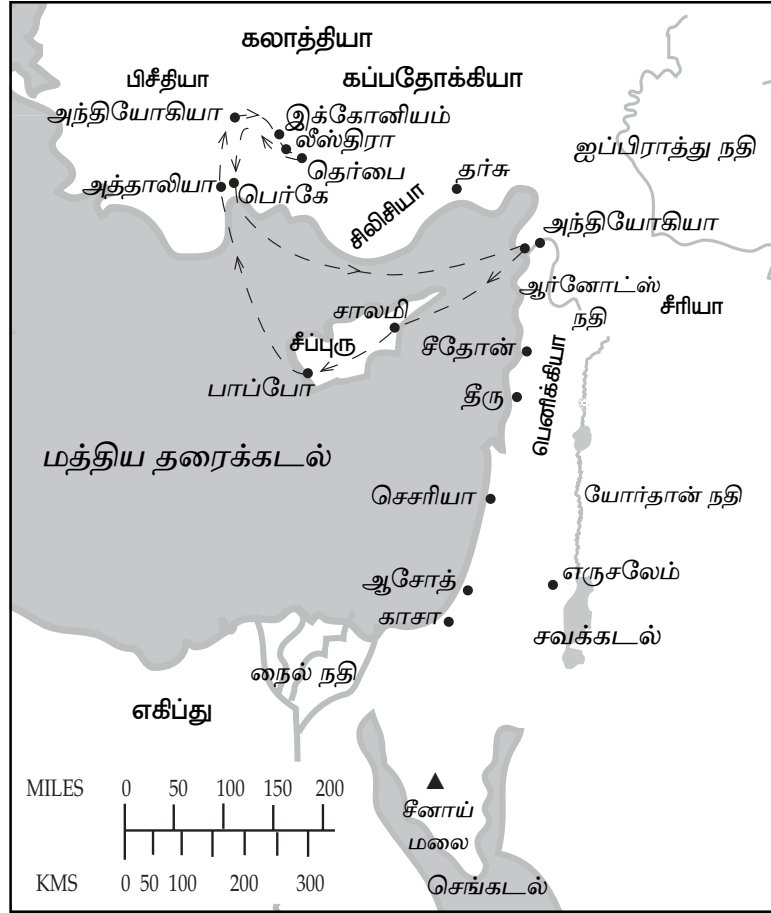 கலாத்தியா
பிசீதியா
கப்பதோக்கியா
அந்தியோகியா
இக்கோனியம்
லீஸ்திரா
தெர்பை
ஐப்பிராத்து நதி
தர்சு
அத்தாலியா
பெர்கே
சிலிசியா
அந்தியோகியா
ஆர்னோட்ஸ்
நதி
சீரியா
சாலமி
சீப்புரு
சீதோன்
பாப்போ
தீரு
பெனிக்கியா
மத்திய தரைக்கடல்
செசரியா
யோர்தான் நதி
ஆசோத்
எருசலேம்
காசா
சவக்கடல்
நைல் நதி
எகிப்து
MILES 0 50 100 150 200
சீனாய்
மலை
KMS 0 50 100 200 300
செங்கடல்